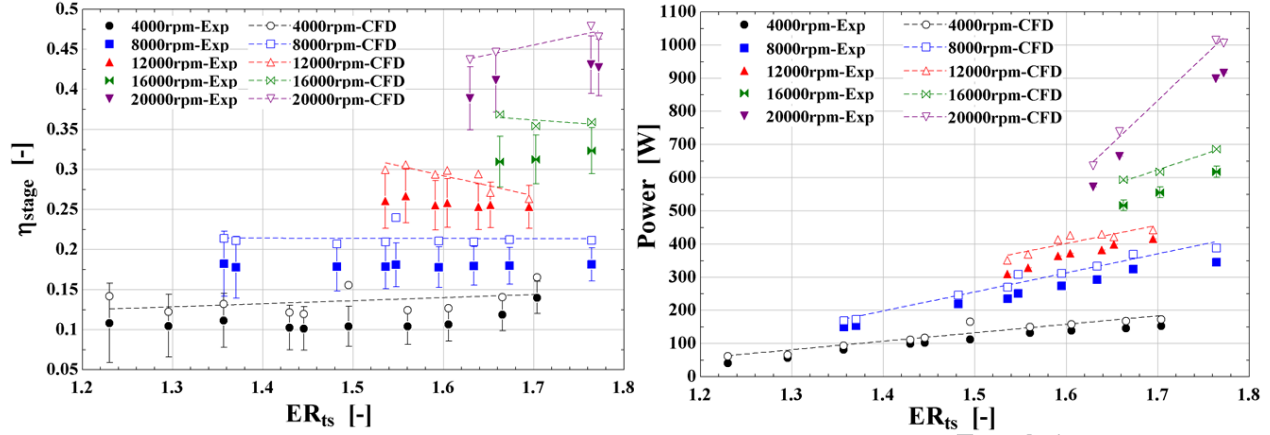 0.5
0.45
0.4
0.35
0.3
0.25
0.2
0.15
0.1
0.05
ηstage [-]
4000rpm-Exp
8000rpm-Exp
12000rpm-Exp
16000rpm-Exp
20000rpm-Exp
4000rpm-CFD
8000rpm-CFD
12000rpm-CFD
16000rpm-CFD
20000rpm-CFD
1.2 1.3 1.4 1.5 1.6 1.7 1.8
ERts [-]
1100
1000
900
800
700
600
500
400
300
200
100
0
Power [W]
4000rpm-Exp
8000rpm-Exp
12000rpm-Exp
16000rpm-Exp
20000rpm-Exp
4000rpm-CFD
8000rpm-CFD
12000rpm-CFD
16000rpm-CFD
20000rpm-CFD
1.2 1.3 1.4 1.5 1.6 1.7 1.8
ERts [-]